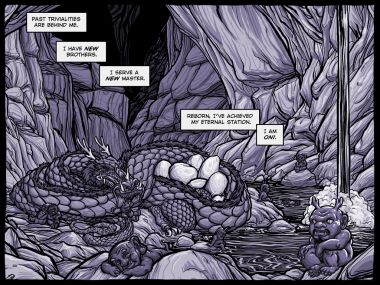 PAST TRIVIALITIES
ARE BEHIND ME.
I HAVE NEW
BROTHERS.
I SERVE A
NEW MASTER.
REBORN, I'VE ACHIEVED
MY ETERNAL STATION.
I AM
ONI.